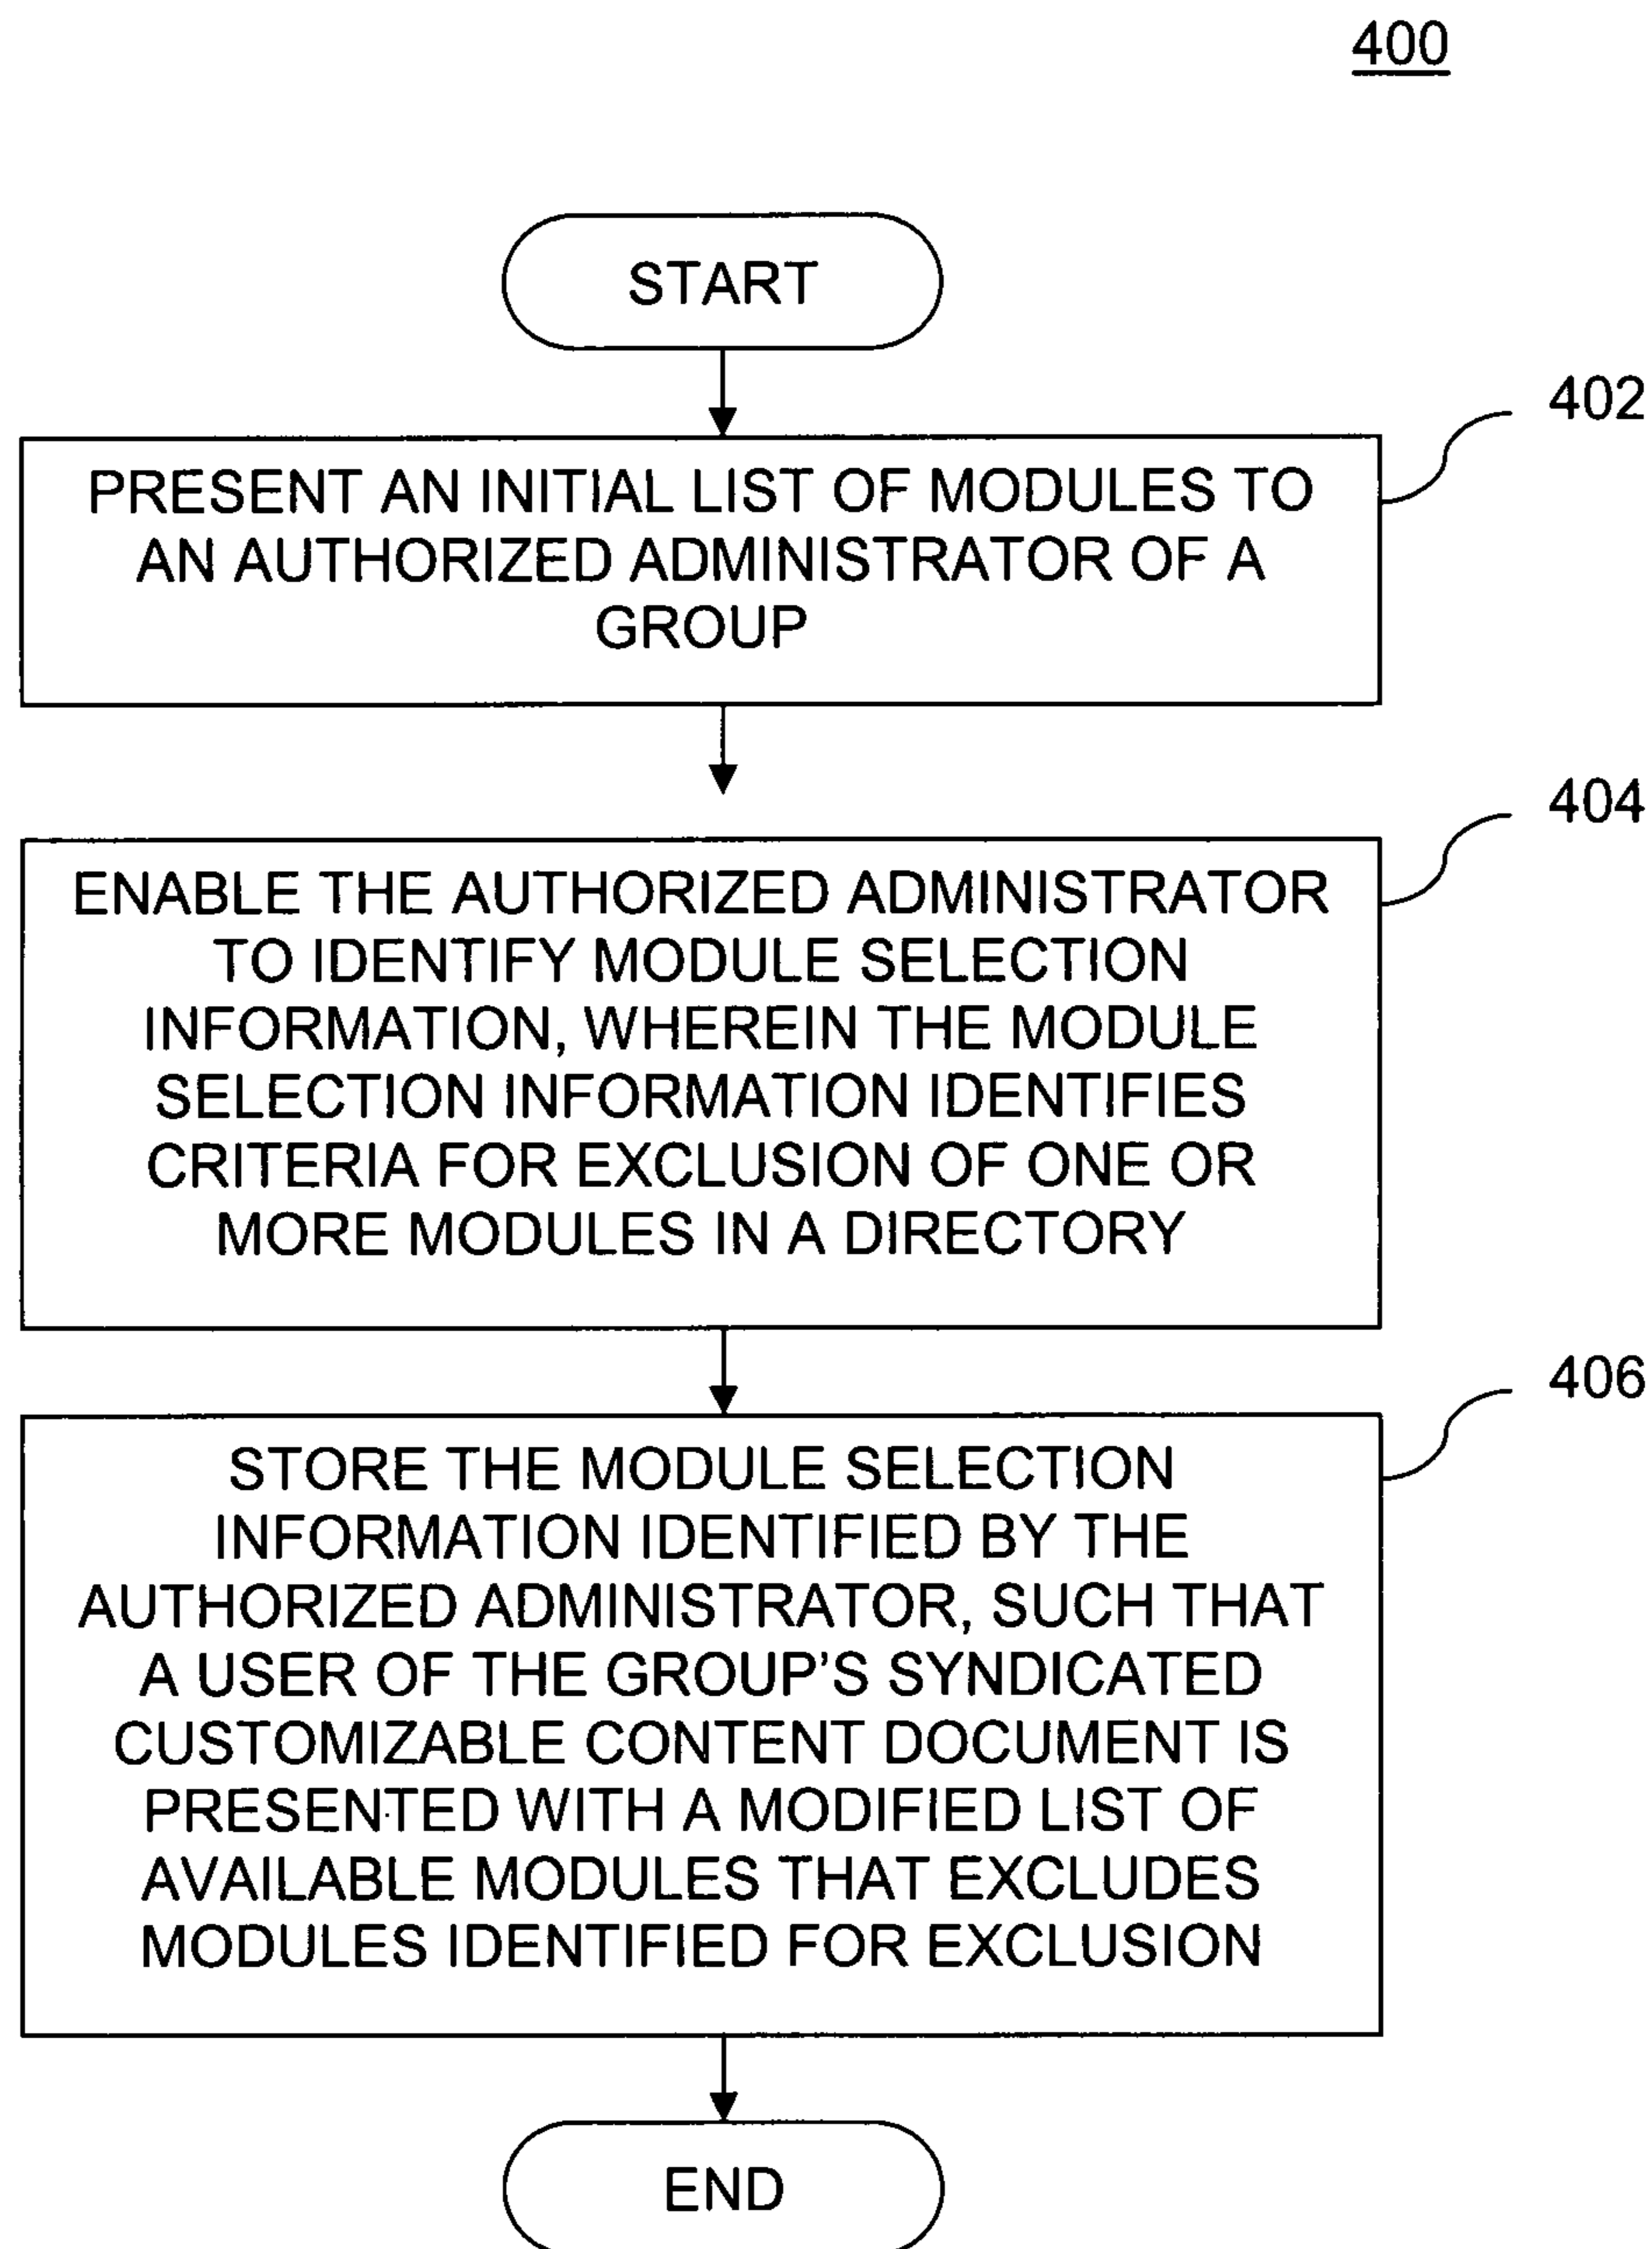 400
START
402
PRESENT AN INITIAL LIST OF MODULES TO
AN AUTHORIZED ADMINISTRATOR OF A
GROUP
404
ENABLE THE AUTHORIZED ADMINISTRATOR
TO IDENTIFY MODULE SELECTION
INFORMATION, WHEREIN THE MODULE
SELECTION INFORMATION IDENTIFIES
CRITERIA FOR EXCLUSION OF ONE OR
MORE MODULES IN A DIRECTORY
406
STORE THE MODULE SELECTION
INFORMATION IDENTIFIED BY THE
AUTHORIZED ADMINISTRATOR, SUCH THAT
A USER OF THE GROUP'S SYNDICATED
CUSTOMIZABLE CONTENT DOCUMENT IS
PRESENTED WITH A MODIFIED LIST OF
AVAILABLE MODULES THAT EXCLUDES
MODULES IDENTIFIED FOR EXCLUSION
END